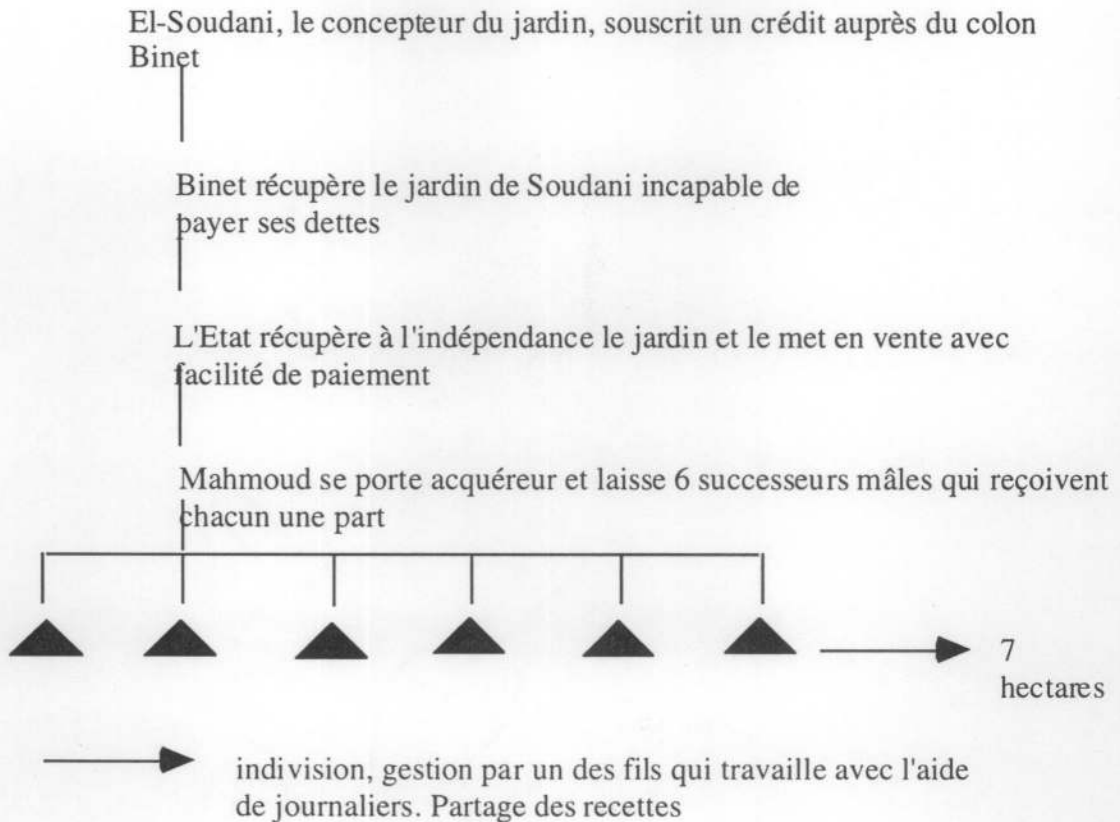 El-Soudani, le concepteur du jardin, souscrit un crédit auprès du colon
Binet
Binet récupère le jardin de Soudani incapable de
payer ses dettes
L'Etat récupère à l'indépendance le jardin et le met en vente avec
facilité de paiement
Mahmoud se porte acquéreur et laisse 6 successeurs mâles qui reçoivent
chacun une part
7
hectares
indivision, gestion par un des fils qui travaille avec l'aide
de journaliers. Partage des recettes